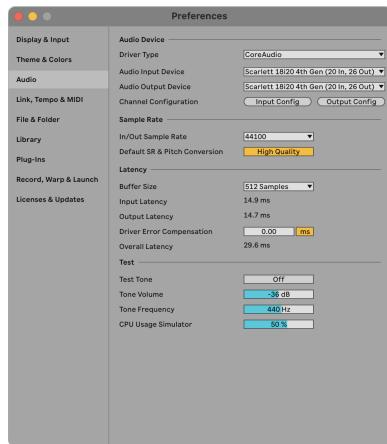 Preferences
Display & Input
Theme & Colors
Audio
Link, Tempo & MIDI
File & Folder
Library
Plug-Ins
Record, Warp & Launch
Licenses & Updates
Audio Device
Driver Type CoreAudio
Audio Input Device Scarlett 18i20 4th Gen (20 In, 26 Out)
Audio Output Device Scarlett 18i20 4th Gen (20 In, 26 Out)
Channel Configuration Input Config Output Config
Sample Rate
In/Out Sample Rate 44100
Default SR & Pitch Conversion High Quality
Latency
Buffer Size 512 Samples
Input Latency 14.9 ms
Output Latency 14.7 ms
Driver Error Compensation 0.00 ms
Overall Latency 29.6 ms
Test
Test Tone Off
Tone Volume -36 dB
Tone Frequency 440 Hz
CPU Usage Simulator 50 %